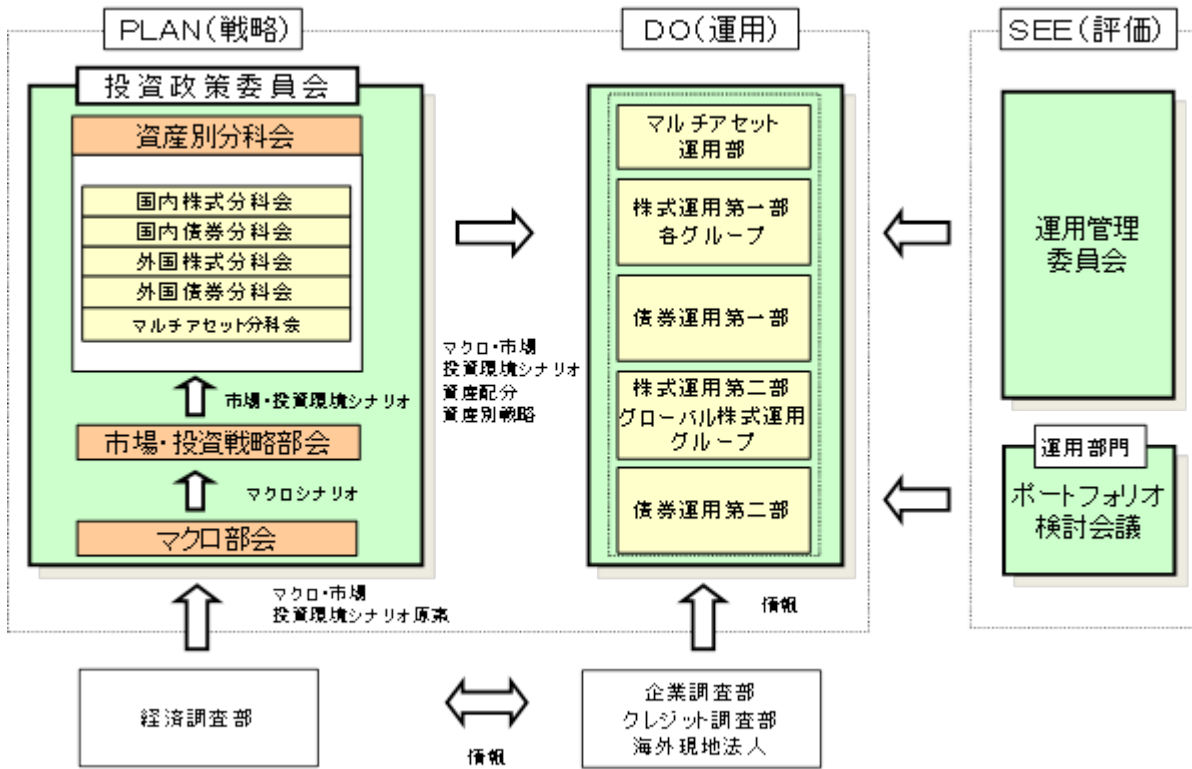 PLAN(戦略)
DO(運用)
SEE(評価)
投資政策委員会
資産別分科会
国内株式分科会
国内債券分科会
外国株式分科会
外国債券分科会
マルチアセット分科会
市場・投資環境シナリオ
市場・投資戦略部会
マクロシナリオ
マクロ部会
マクロ・市場
投資環境シナリオ
資産配分
資産別戦略
マルチアセット
運用部
株式運用第一部
各グループ
債券運用第一部
株式運用第二部
グローバル株式運用
グループ
債券運用第二部
運用管理
委員会
運用部門
ポートフォリオ
検討会議
マクロ・市場
投資環境シナリオ原案
情報
経済調査部
情報
企業調査部
クレジット調査部
海外現地法人